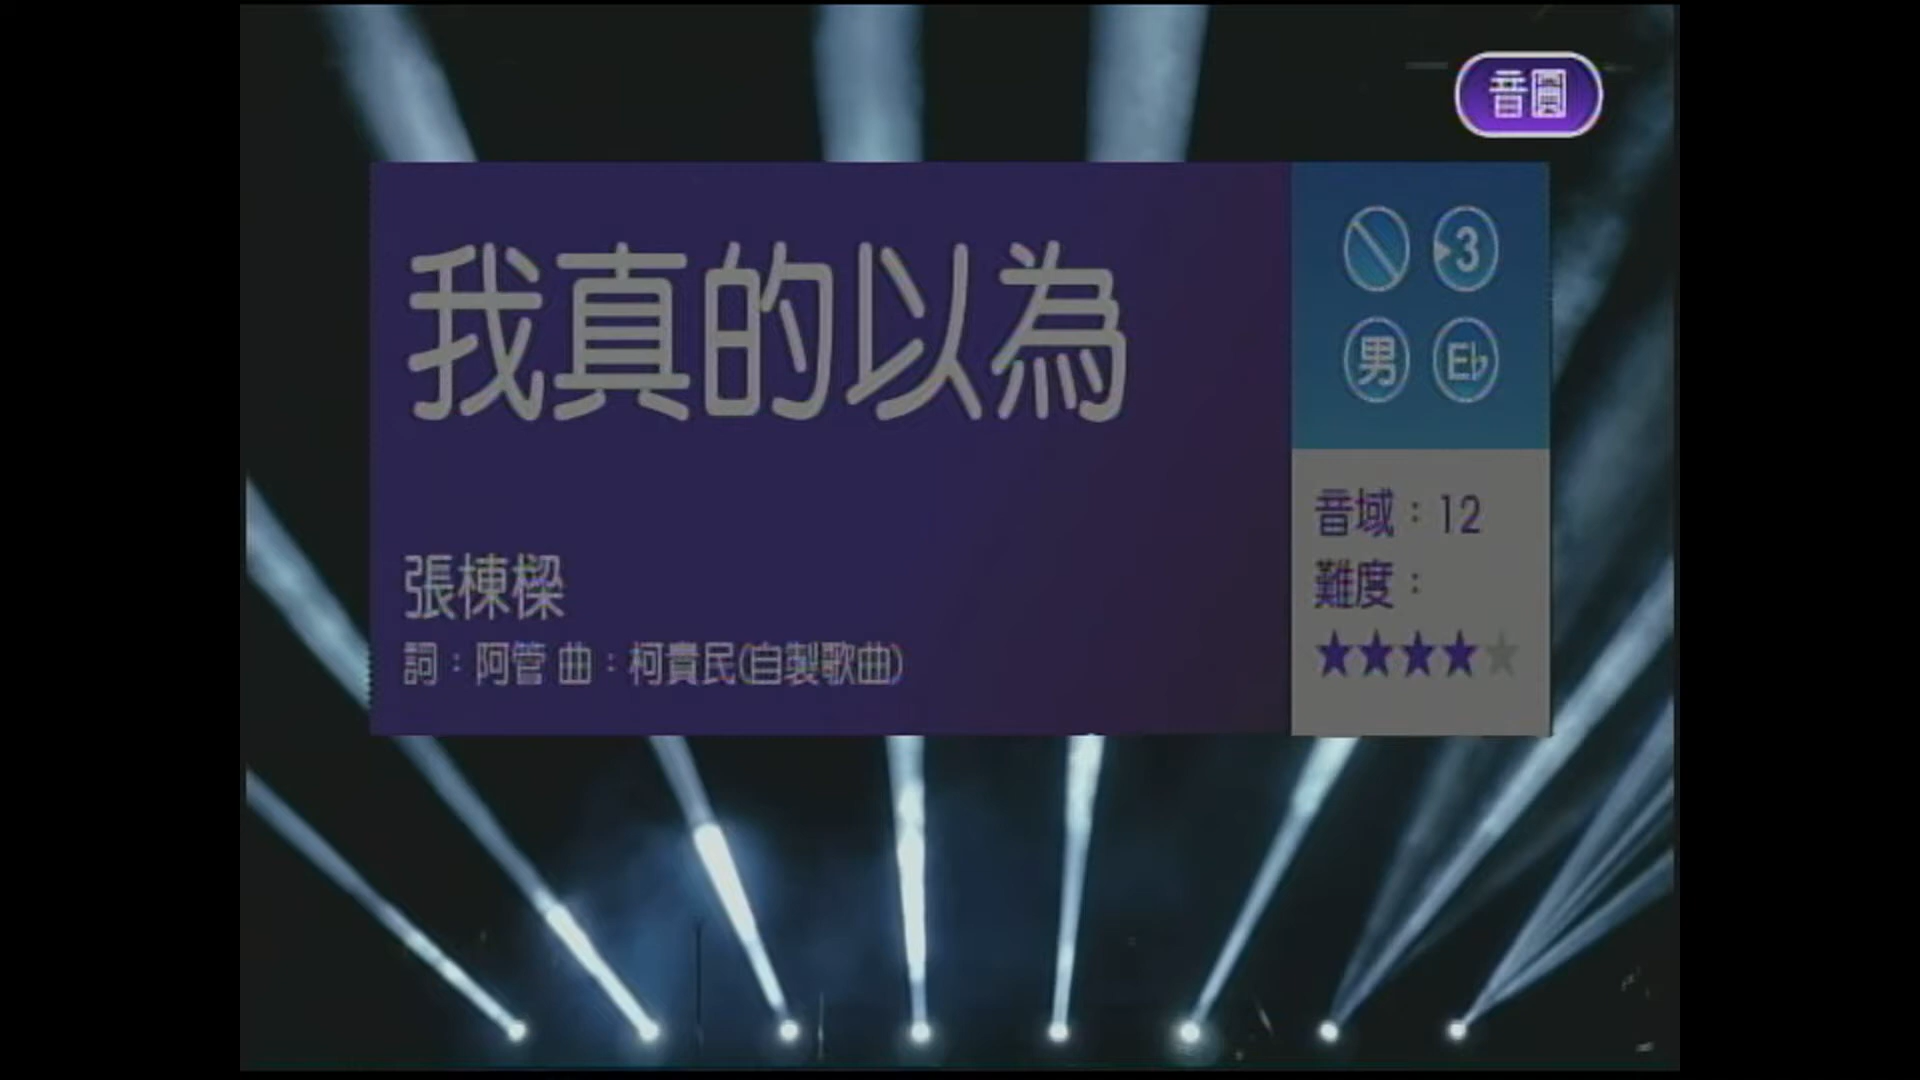 音圓
我真的以為
張棟樑
詞：阿管 曲：柯貴民(自製歌曲)
3
男 E♭
音域：12
難度：
★★★★★